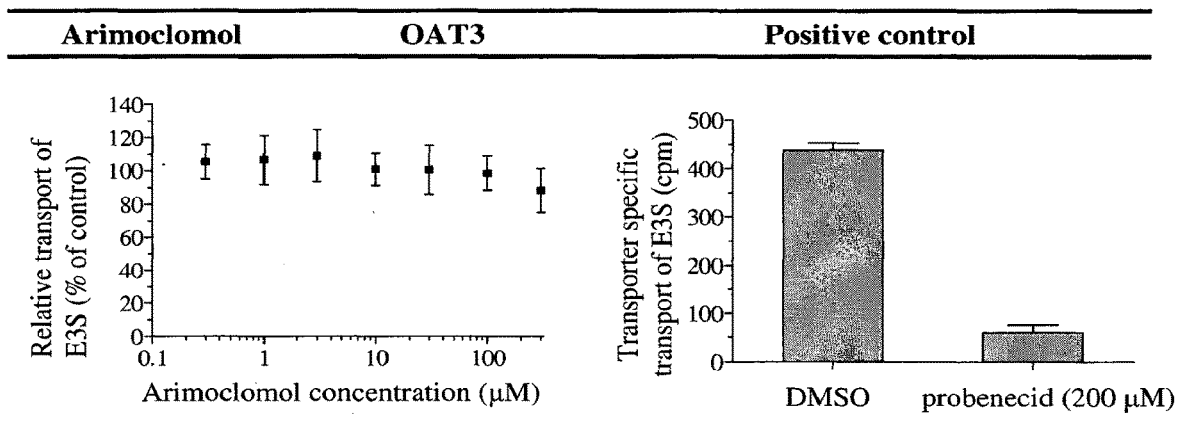 Arimoclomol OAT3 Positive control
Relative transport of
E3S (% of control)
140
120
100
80
60
40
20
0
0.1 1 10 100
Arimoclomol concentration (μM)
Transporter specific
transport of E3S (cpm)
500
400
300
200
100
0
DMSO probenecid (200 μM)